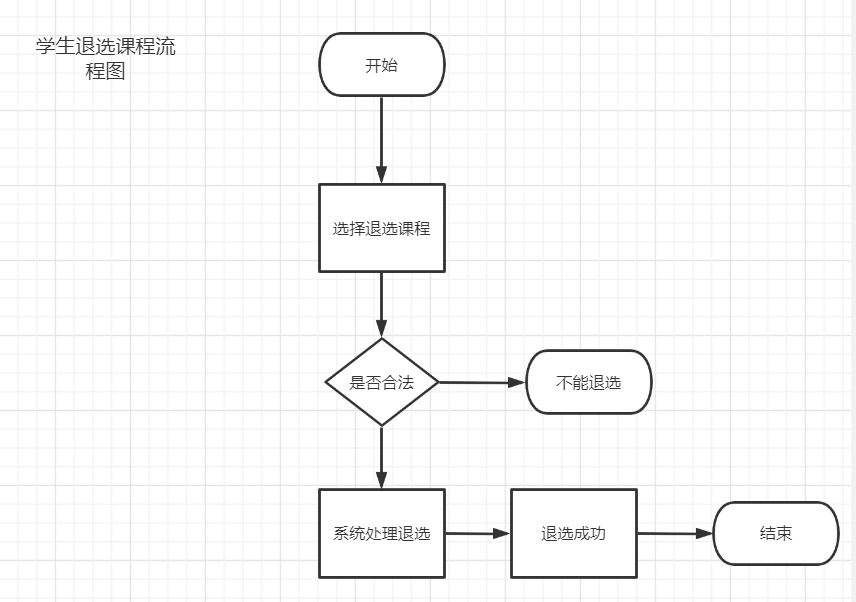 学生退选课程流
程图
开始
选择退选课程
是否合法
不能退选
系统处理退选
退选成功
结束